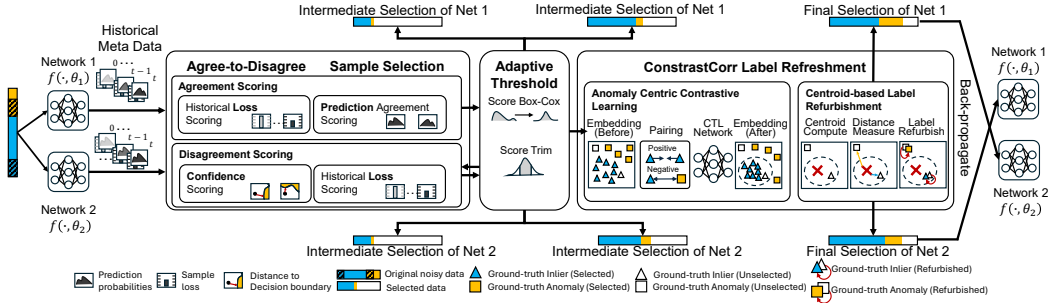 Intermediate Selection of Net 1
Intermediate Selection of Net 1
Final Selection of Net 1
Historical
Meta Data
Network 1
f(·, θ₁)
0 ...
t − 1
t
0 ...
t − 1
t
Network 2
f(·, θ₂)
Agree-to-Disagree
Sample Selection
Agreement Scoring
Historical Loss
Scoring
...
Prediction Agreement
Scoring
Disagreement Scoring
Confidence
Scoring
Historical Loss
Scoring
...
Adaptive
Threshold
Score Box-Cox
Score Trim
ConstrastCorr Label Refreshment
Anomaly Centric Contrastive
Learning
Embedding
(Before)
Pairing
Positive
Negative
CTL
Network
Embedding
(After)
Centroid-based Label
Refurbishment
Centroid
Compute
Distance
Measure
Label
Refurbish
Back-propagate
Network 1
f(·, θ₁)
Network 2
f(·, θ₂)
Intermediate Selection of Net 2
Intermediate Selection of Net 2
Final Selection of Net 2
Prediction
probabilities
Sample
loss
Distance to
Decision boundary
Original noisy data
Selected data
Ground-truth Inlier (Selected)
Ground-truth Anomaly (Selected)
Ground-truth Inlier (Unselected)
Ground-truth Anomaly (Unselected)
Ground-truth Inlier (Refurbished)
Ground-truth Anomaly (Refurbished)